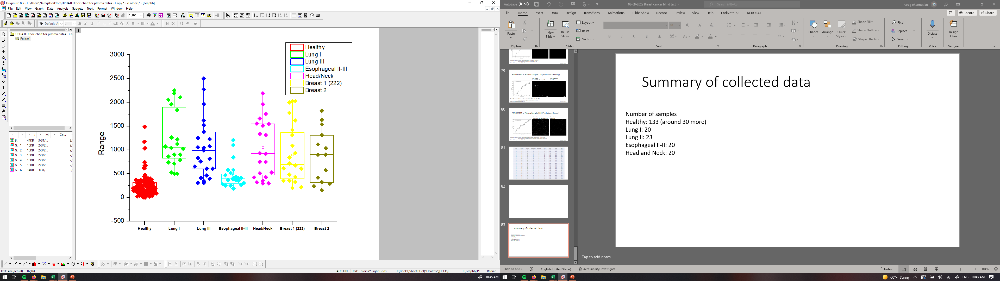 OriginPro 8.5 - C:\Users\Nareg\Desktop\UPDATED box chart for plasma datas - Copy * - /Folder1/ - [Graph6]
File Edit View Graph Data Analysis Gadgets Tools Format Window Help
100%
Default: A
0
B I U
UPDATED box chart for plasma datas - Co
Folder1
M... Co...
B.. 44KB 3/31/... 2/
G. 1 10KB 2/3/2... 2/
G. 2 10KB 2/3/2... 2/
G. 3 10KB 2/3/2... 2/
G. 4 10KB 2/3/2... 2/
G. 5 10KB 2/3/2... 2/
G. 6 14KB 3/31/... 3/
1
Healthy
Lung I
Lung III
Esophageal II-III
Head/Neck
Breast 1 (222)
Breast 2
3000
2500
2000
1500
1000
500
0
-500
Range
Healthy Lung I Lung III Esophageal II-III Head/Neck Breast 1 (222) Breast 2
Text: size(actual) = 16(16)
AU : ON Dark Colors & Light Grids 1:[Book1]Sheet1!Col("Healthy")[1:136] 1:[Graph6]1!1 Radian
10:45 AM
AutoSave Off
03-09-2022 Breast cancer blind test
Search (Alt+Q)
nareg ohannesian NO
File Home Insert Draw Design Transitions Animations Slide Show Record Review View Help EndNote X8 ACROBAT
Record Share
Paste
Clipboard
New Slide
Reuse Slides
Layout
Reset
Section
Slides
18
B I U S ab AV Aa A
Font
Paragraph
Shapes
Arrange
Quick Styles
Shape Fill
Shape Outline
Shape Effects
Drawing
Find
Replace
Select
Editing
Dictate
Voice
Design Ideas
Designer
79
PANORAMA of Plasma Sample 129 (Prediction: Healthy)
80
PANORAMA of Plasma Sample 130 (Prediction: Cancer)
81
82
83
Summary of collected data
Summary of collected data
Number of samples
Healthy: 133 (around 30 more)
Lung I: 20
Lung II: 23
Esophageal II-II: 20
Head and Neck: 20
Tap to add notes
Slide 83 of 83 English (United States) Accessibility: Investigate
Notes
104%
60°F Sunny
ENG 10:45 AM